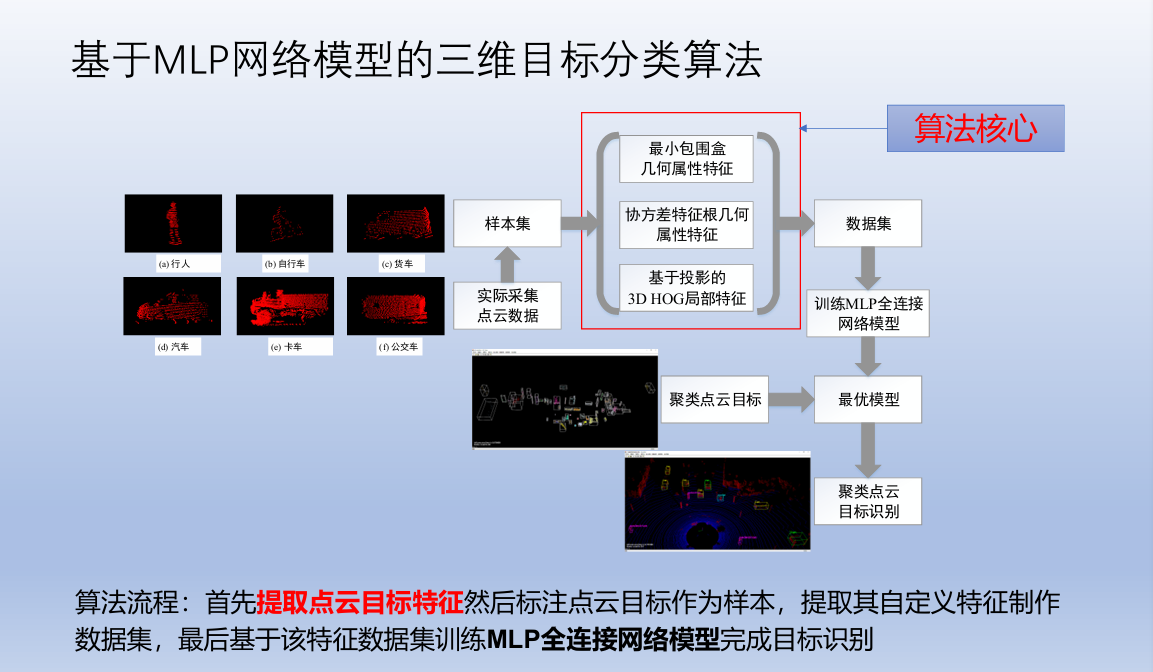 基于MLP网络模型的三维目标分类算法
算法核心
最小包围盒
几何属性特征
协方差特征根几何
属性特征
基于投影的
3D HOG局部特征
样本集
实际采集
点云数据
数据集
训练MLP全连接
网络模型
聚类点云目标
最优模型
聚类点云
目标识别
(a) 行人
(b) 自行车
(c) 货车
(d) 汽车
(e) 卡车
(f) 公交车
算法流程：首先提取点云目标特征然后标注点云目标作为样本，提取其自定义特征制作
数据集，最后基于该特征数据集训练MLP全连接网络模型完成目标识别